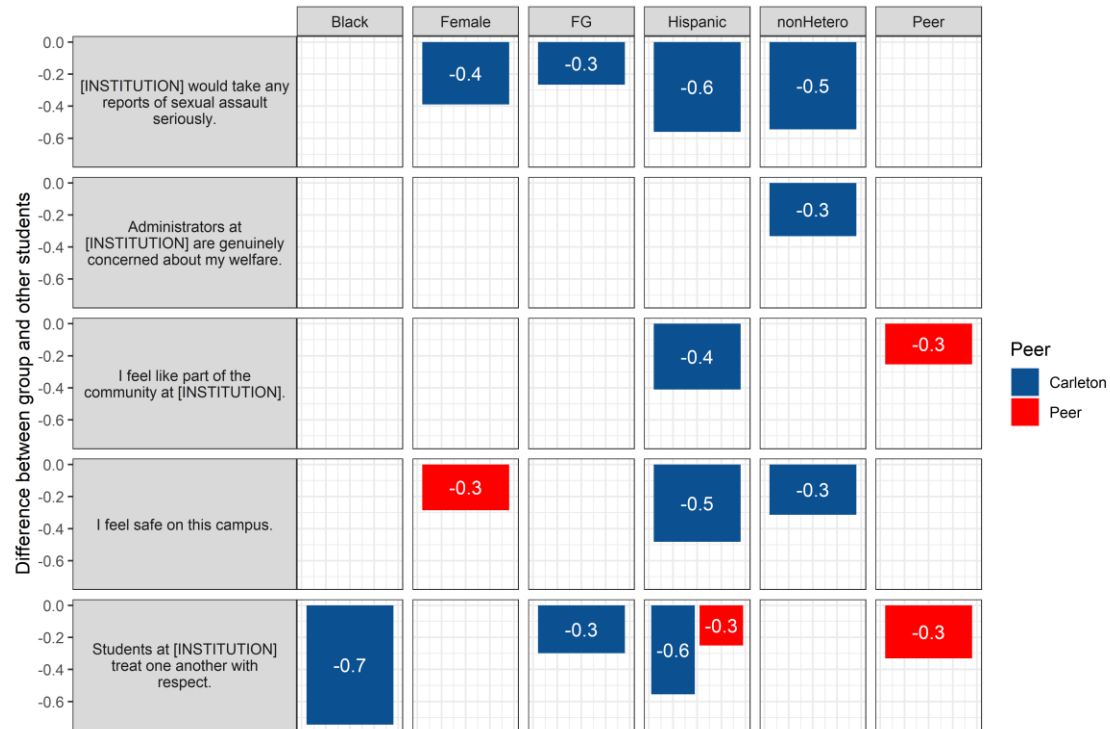 Black Female FG Hispanic nonHetero Peer
Difference between group and other students
0.0
-0.2
-0.4
-0.6
[INSTITUTION] would take any
reports of sexual assault
seriously.
-0.4 -0.3 -0.6 -0.5
0.0
-0.2
-0.4
-0.6
Administrators at
[INSTITUTION] are genuinely
concerned about my welfare.
-0.3
0.0
-0.2
-0.4
-0.6
I feel like part of the
community at [INSTITUTION].
-0.4 -0.3
0.0
-0.2
-0.4
-0.6
I feel safe on this campus.
-0.3 -0.5 -0.3
0.0
-0.2
-0.4
-0.6
Students at [INSTITUTION]
treat one another with
respect.
-0.7 -0.3 -0.6 -0.3 -0.3
Peer
Carleton
Peer